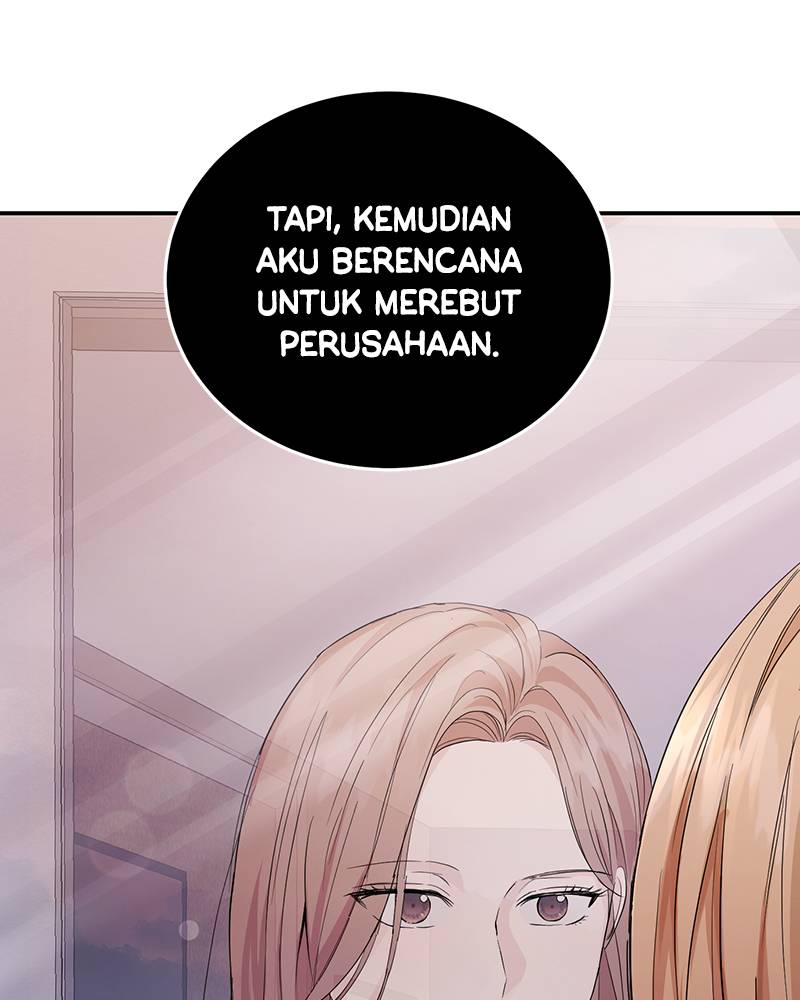 TAPI, KEMUDIAN
AKU BERENCANA
UNTUK MEREBUT
PERUSAHAAN.